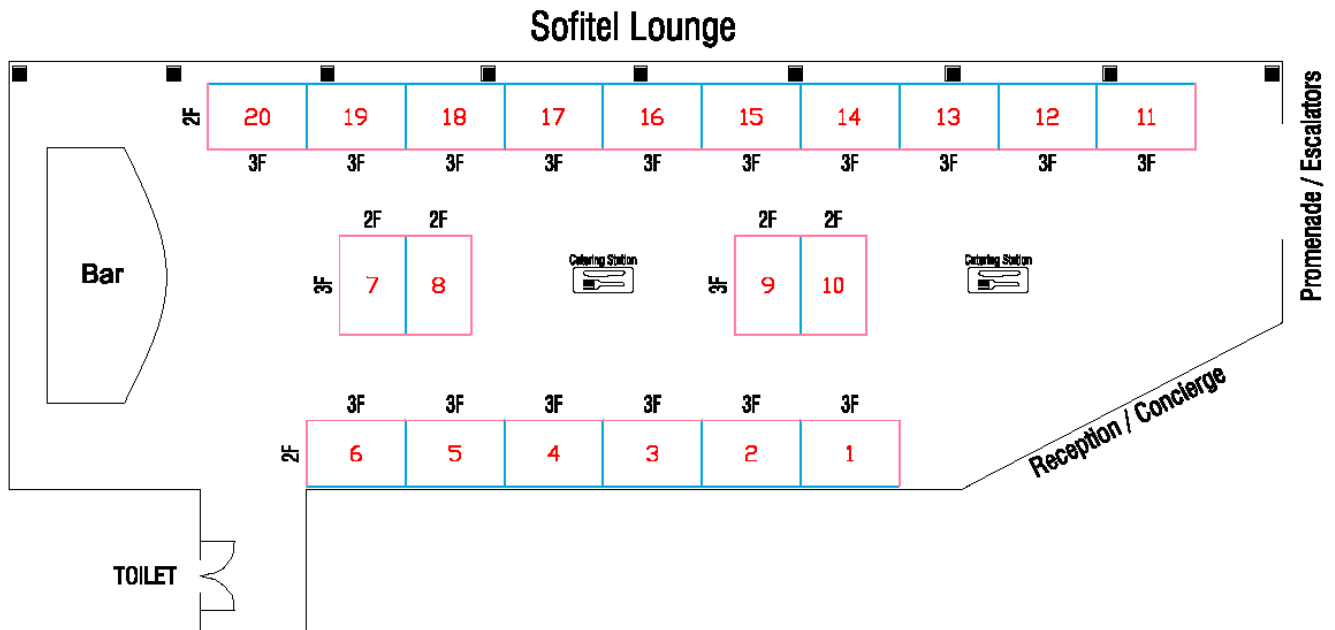 Sofitel Lounge
2F 20 19 18 17 16 15 14 13 12 11
3F 3F 3F 3F 3F 3F 3F 3F 3F 3F
Promenade / Escalators
2F 2F 2F 2F
Bar
3F 7 8
Catering Station
3F 9 10
Catering Station
3F 3F 3F 3F 3F 3F
2F 6 5 4 3 2 1
Reception / Concierge
TOILET